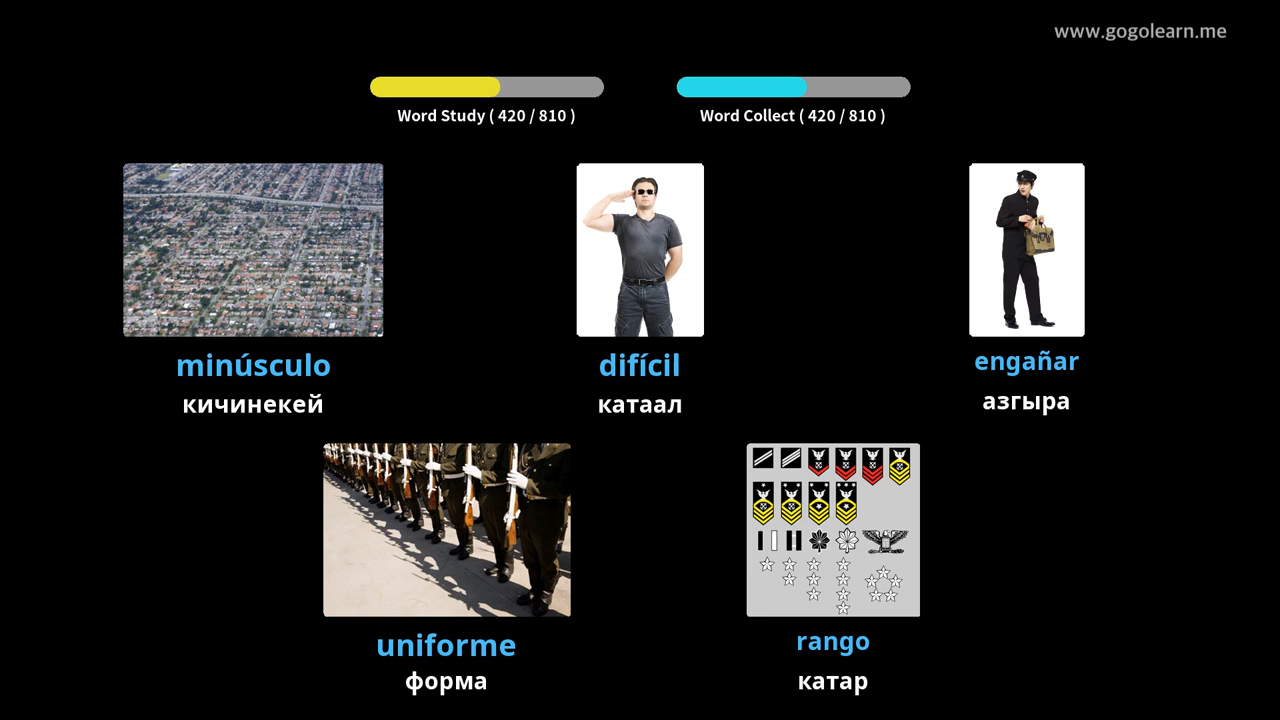 www.gogolearn.me
Word Study ( 420 / 810 )
Word Collect ( 420 / 810 )
minúsculo
кичинекей
difícil
катаал
engañar
азгыра
uniforme
форма
rango
катар